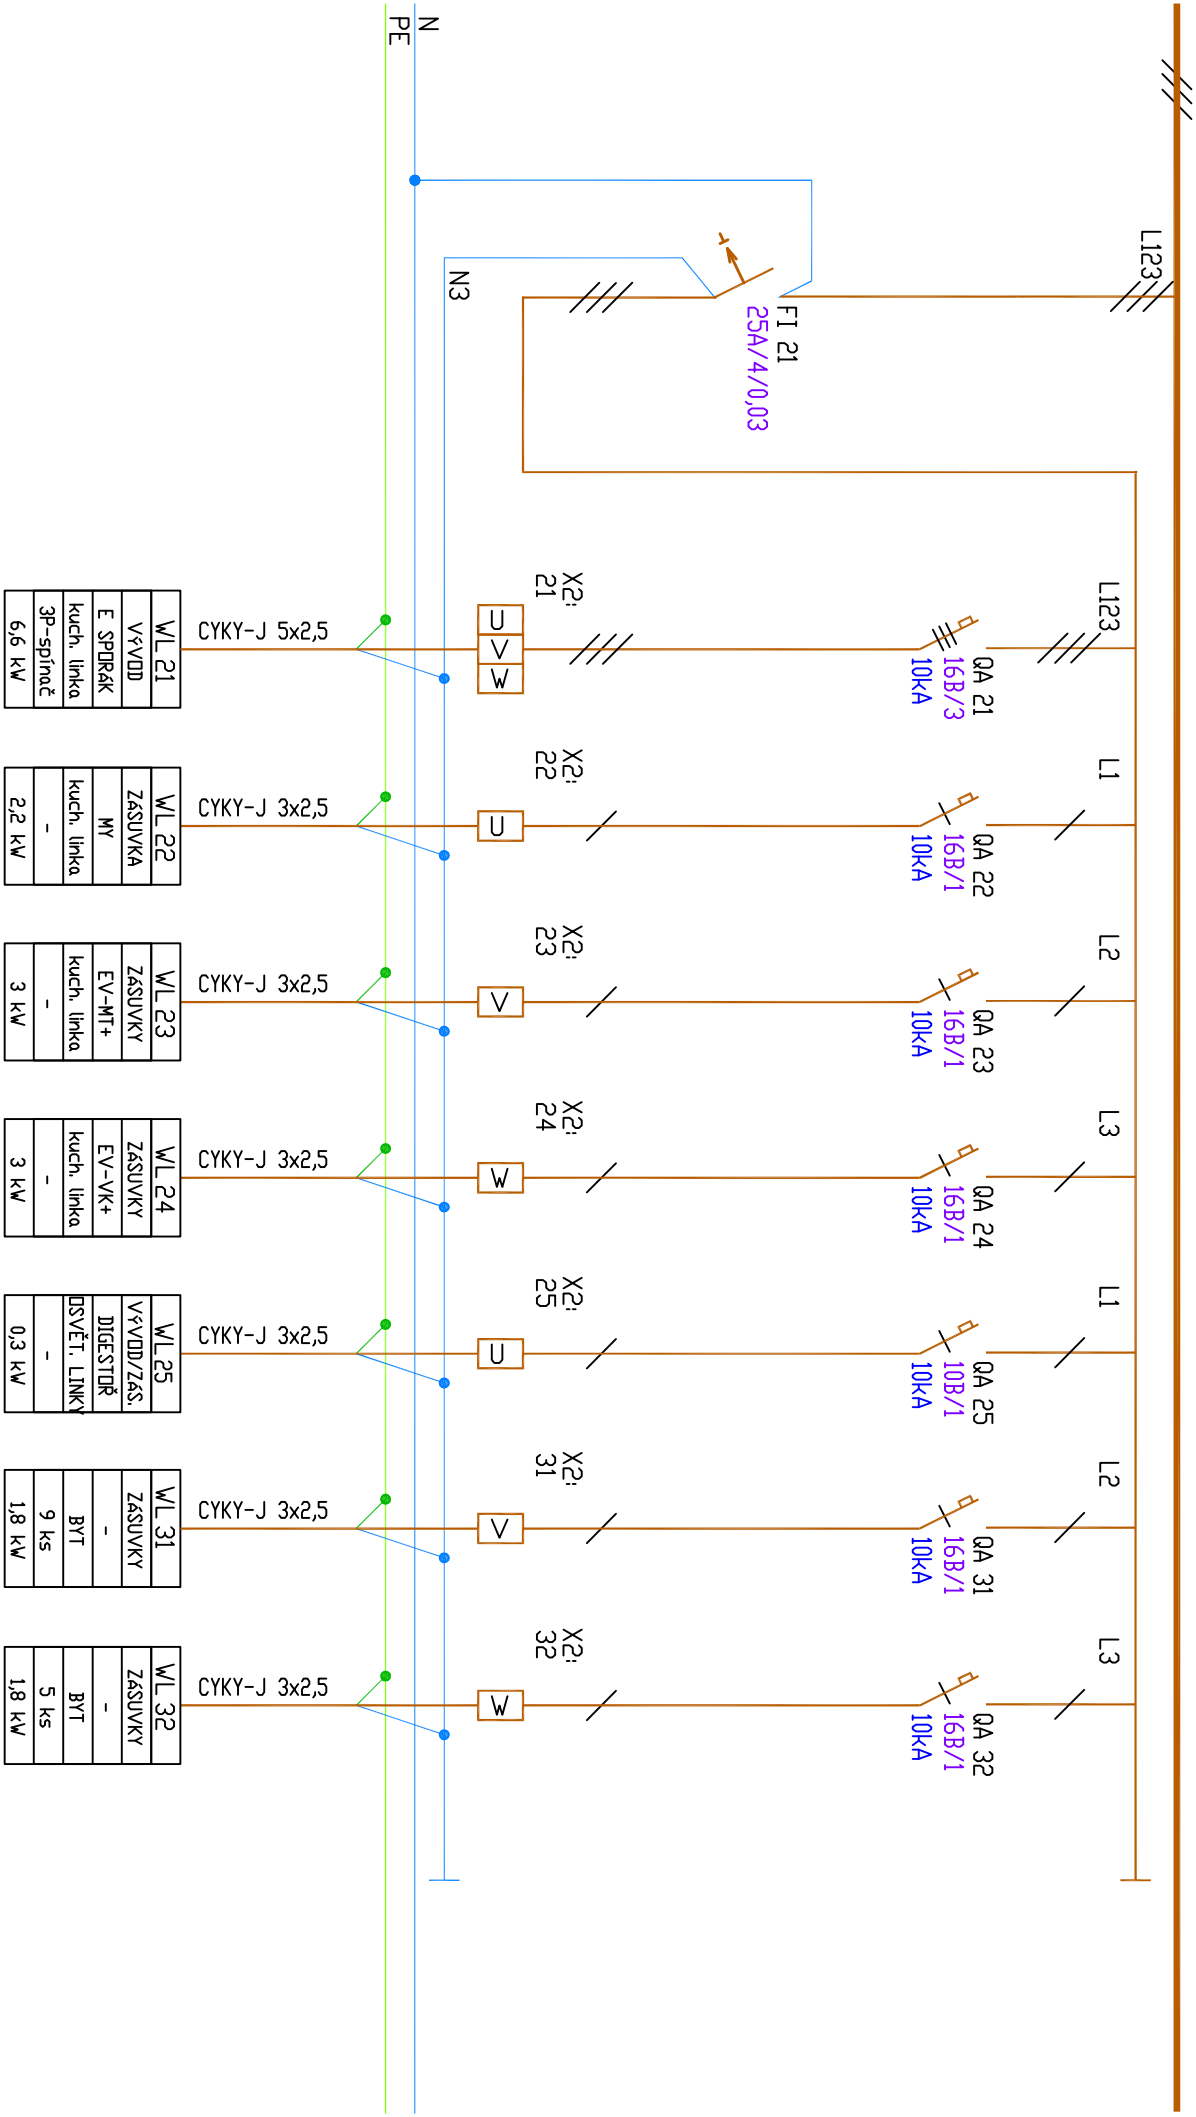 L123
N
PE
N3
FI 21
25A/4/0,03
L123
QA 21
16B/3
10kA
X2:
21
U
V
W
CYKY-J 5x2,5
WL 21
VÝVOD
E SPORÁK
kuch. linka
3P-spínač
6,6 kW
L1
QA 22
16B/1
10kA
X2:
22
U
CYKY-J 3x2,5
WL 22
ZÁSUVKA
MY
kuch. linka
-
2,2 kW
L2
QA 23
16B/1
10kA
X2:
23
V
CYKY-J 3x2,5
WL 23
ZÁSUVKY
EV-MT+
kuch. linka
-
3 kW
L3
QA 24
16B/1
10kA
X2:
24
W
CYKY-J 3x2,5
WL 24
ZÁSUVKY
EV-VK+
kuch. linka
-
3 kW
L1
QA 25
10B/1
10kA
X2:
25
U
CYKY-J 3x2,5
WL 25
VÝVOD/ZÁS.
DIGESTOŘ
OSVĚT. LINKY
-
0,3 kW
L2
QA 31
16B/1
10kA
X2:
31
V
CYKY-J 3x2,5
WL 31
ZÁSUVKY
-
BYT
9 ks
1,8 kW
L3
QA 32
16B/1
10kA
X2:
32
W
CYKY-J 3x2,5
WL 32
ZÁSUVKY
-
BYT
5 ks
1,8 kW